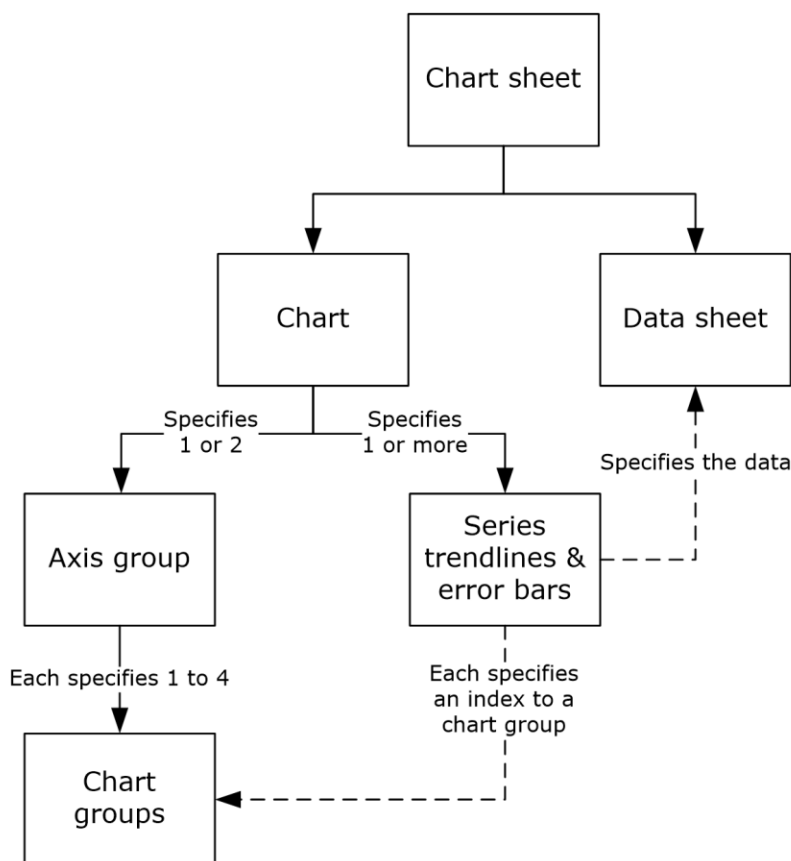 Chart sheet
Chart
Data sheet
Specifies
1 or 2
Specifies
1 or more
Specifies the data
Axis group
Series
trendlines &
error bars
Each specifies 1 to 4
Each specifies
an index to a
chart group
Chart
groups